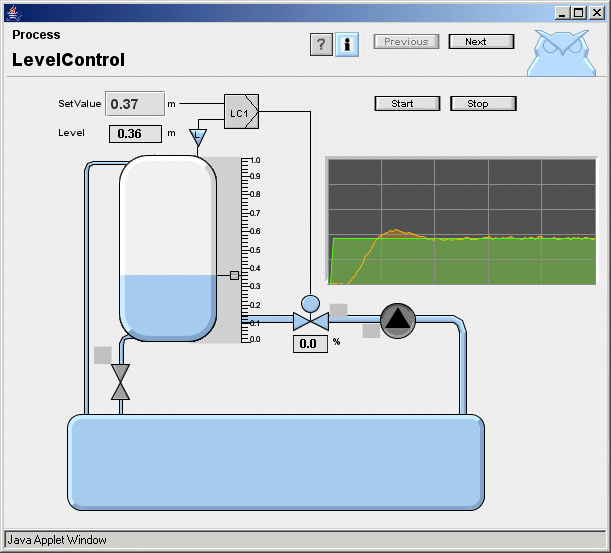 Process
LevelControl
? i Previous Next
SetValue 0.37 m
LC1
Start Stop
Level 0.36 m
L
1.0
0.9
0.8
0.7
0.6
0.5
0.4
0.3
0.2
0.1
0.0
0.0 %
Java Applet Window